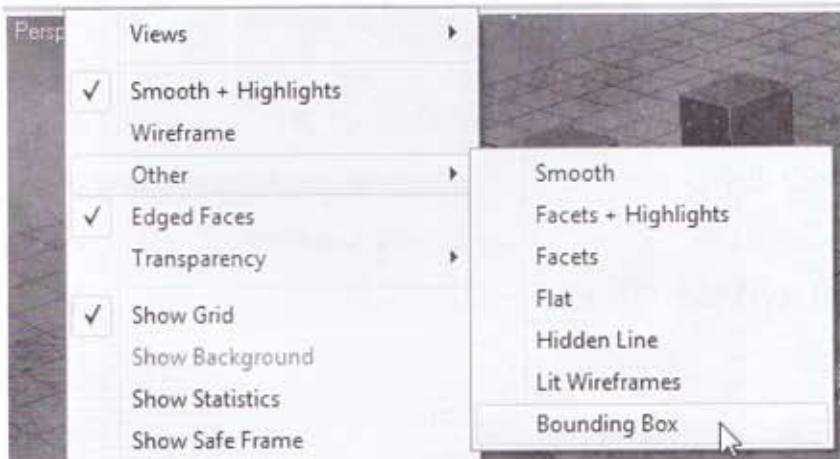 Persp
Views
Smooth + Highlights
Wireframe
Other
Edged Faces
Transparency
Show Grid
Show Background
Show Statistics
Show Safe Frame
Smooth
Facets + Highlights
Facets
Flat
Hidden Line
Lit Wireframes
Bounding Box